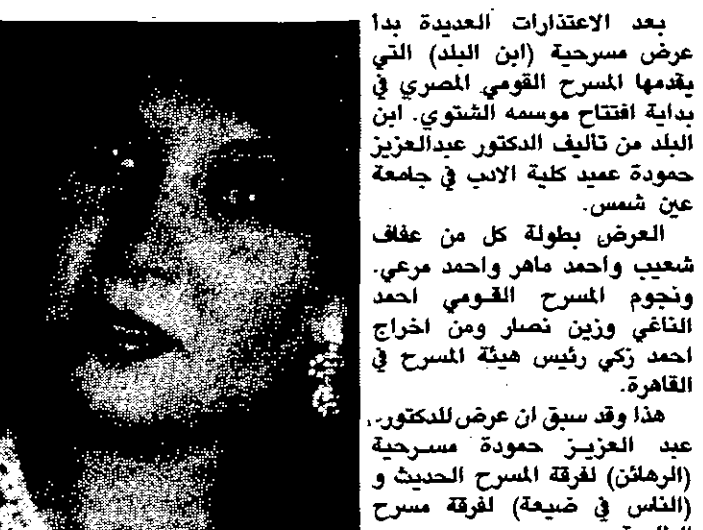 بعد الاعتذارات العديدة بدأ
عرض مسرحية (ابن البلد) التي
يقدمها المسرح القومي المصري في
بداية افتتاح موسمه الشتوي. ابن
البلد من تأليف الدكتور عبدالعزيز
حمودة عميد كلية الادب في جامعة
عين شمس.
العرض بطولة كل من عفاف
شعيب واحمد ماهر واحمد مرعي.
ونجوم المسرح القومي احمد
الناغي وزين نصار ومن اخراج
احمد زكي رئيس هيئة المسرح في
القاهرة.
هذا وقد سبق ان عرض للدكتور
عبد العزيز حمودة مسرحية
(الرهائن) لفرقة المسرح الحديث و
(الناس في ضيعة) لفرقة مسرح